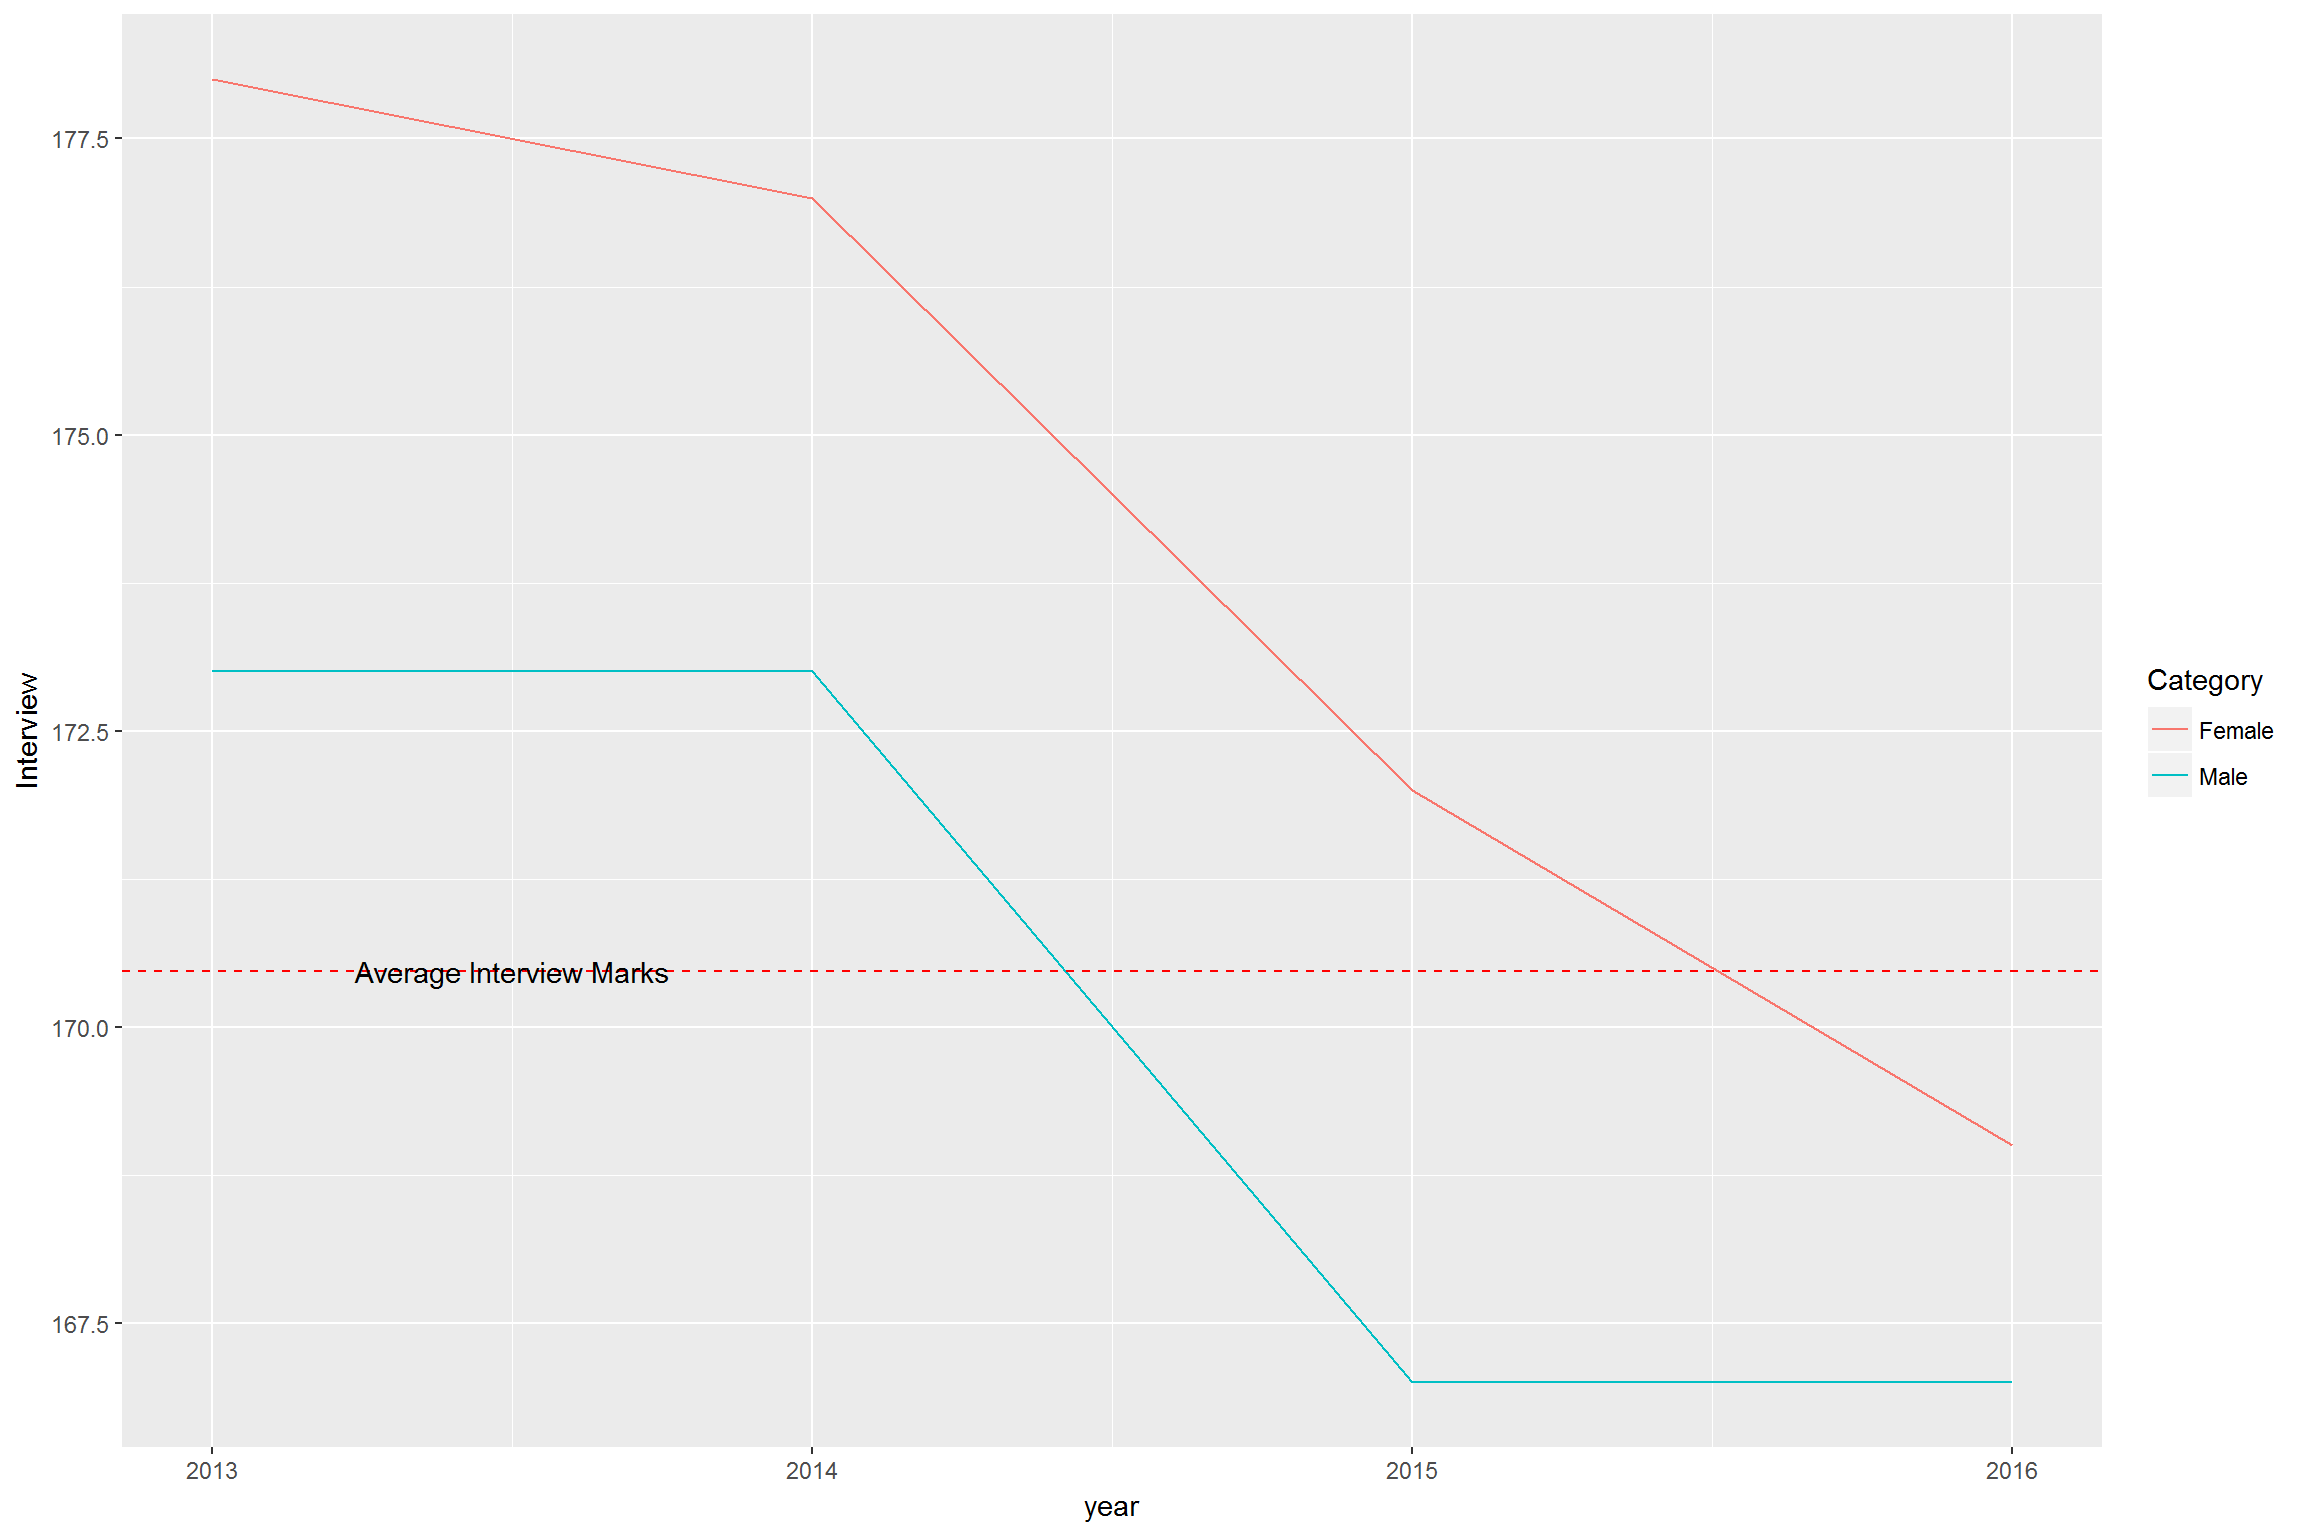 177.5
175.0
172.5
170.0
167.5
Interview
Average Interview Marks
2013
2014
2015
2016
year
Category
Female
Male